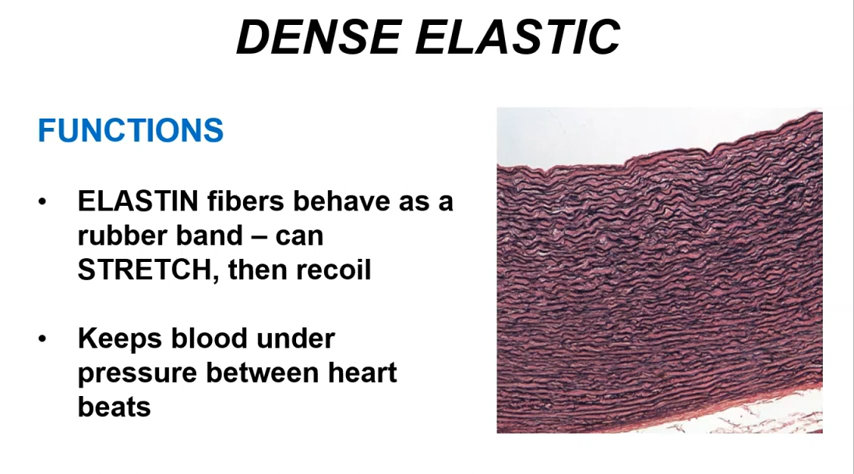 DENSE ELASTIC
FUNCTIONS
• ELASTIN fibers behave as a
rubber band – can
STRETCH, then recoil
• Keeps blood under
pressure between heart
beats